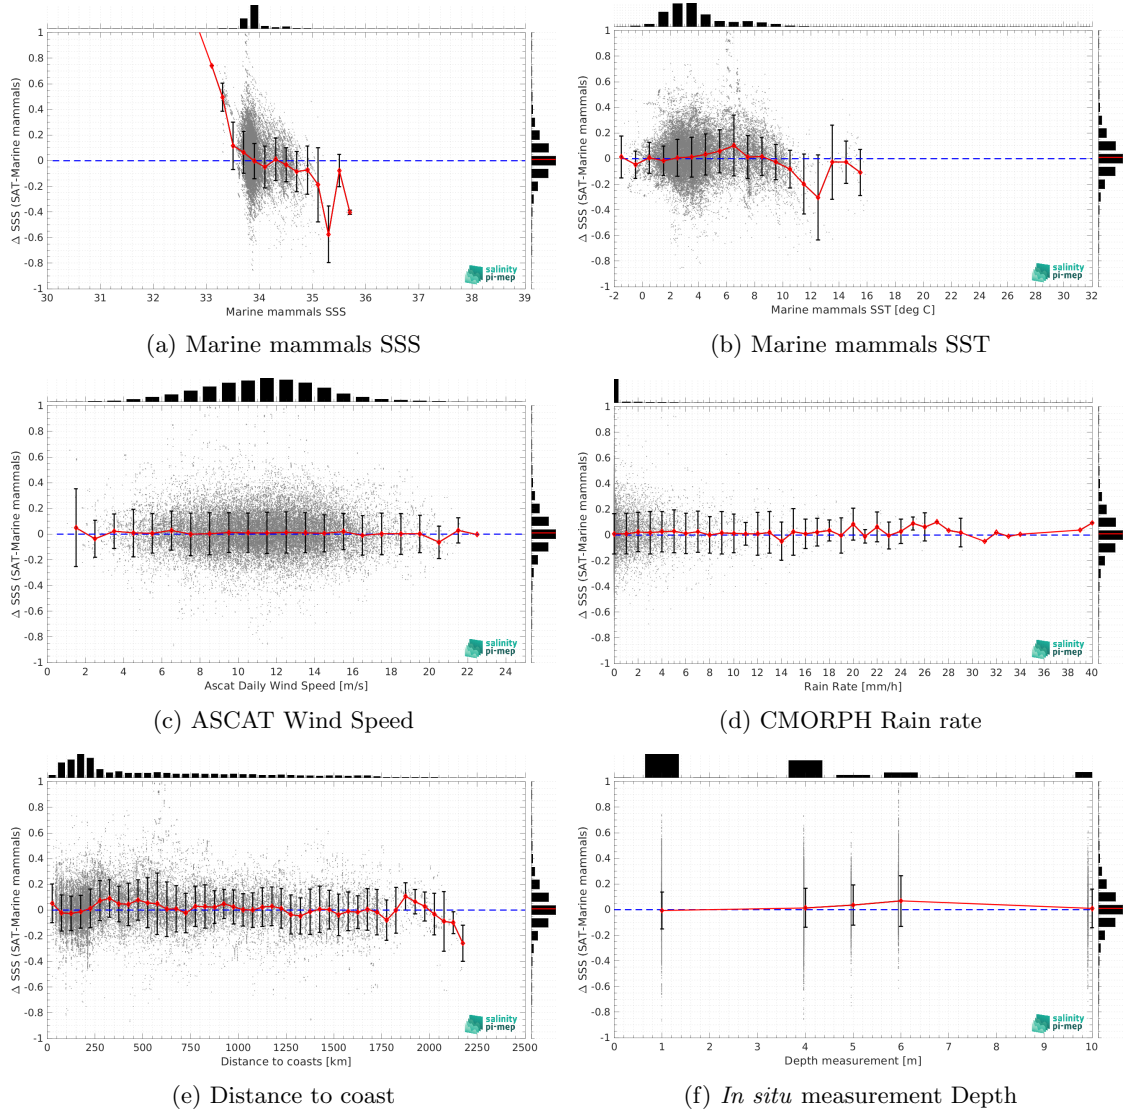 1
0.8
0.6
0.4
0.2
0
-0.2
-0.4
-0.6
-0.8
-1
Δ SSS (SAT-Marine mammals)
30 31 32 33 34 35 36 37 38 39
Marine mammals SSS
salinity
pi-mep
(a) Marine mammals SSS
1
0.8
0.6
0.4
0.2
0
-0.2
-0.4
-0.6
-0.8
-1
Δ SSS (SAT-Marine mammals)
-2 0 2 4 6 8 10 12 14 16 18 20 22 24 26 28 30 32
Marine mammals SST [deg C]
salinity
pi-mep
(b) Marine mammals SST
1
0.8
0.6
0.4
0.2
0
-0.2
-0.4
-0.6
-0.8
-1
Δ SSS (SAT-Marine mammals)
0 2 4 6 8 10 12 14 16 18 20 22 24
Ascat Daily Wind Speed [m/s]
salinity
pi-mep
(c) ASCAT Wind Speed
1
0.8
0.6
0.4
0.2
0
-0.2
-0.4
-0.6
-0.8
-1
Δ SSS (SAT-Marine mammals)
0 2 4 6 8 10 12 14 16 18 20 22 24 26 28 30 32 34 36 38 40
Rain Rate [mm/h]
salinity
pi-mep
(d) CMORPH Rain rate
1
0.8
0.6
0.4
0.2
0
-0.2
-0.4
-0.6
-0.8
-1
Δ SSS (SAT-Marine mammals)
0 250 500 750 1000 1250 1500 1750 2000 2250 2500
Distance to coasts [km]
salinity
pi-mep
(e) Distance to coast
1
0.8
0.6
0.4
0.2
0
-0.2
-0.4
-0.6
-0.8
-1
Δ SSS (SAT-Marine mammals)
0 1 2 3 4 5 6 7 8 9 10
Depth measurement [m]
salinity
pi-mep
(f) In situ measurement Depth